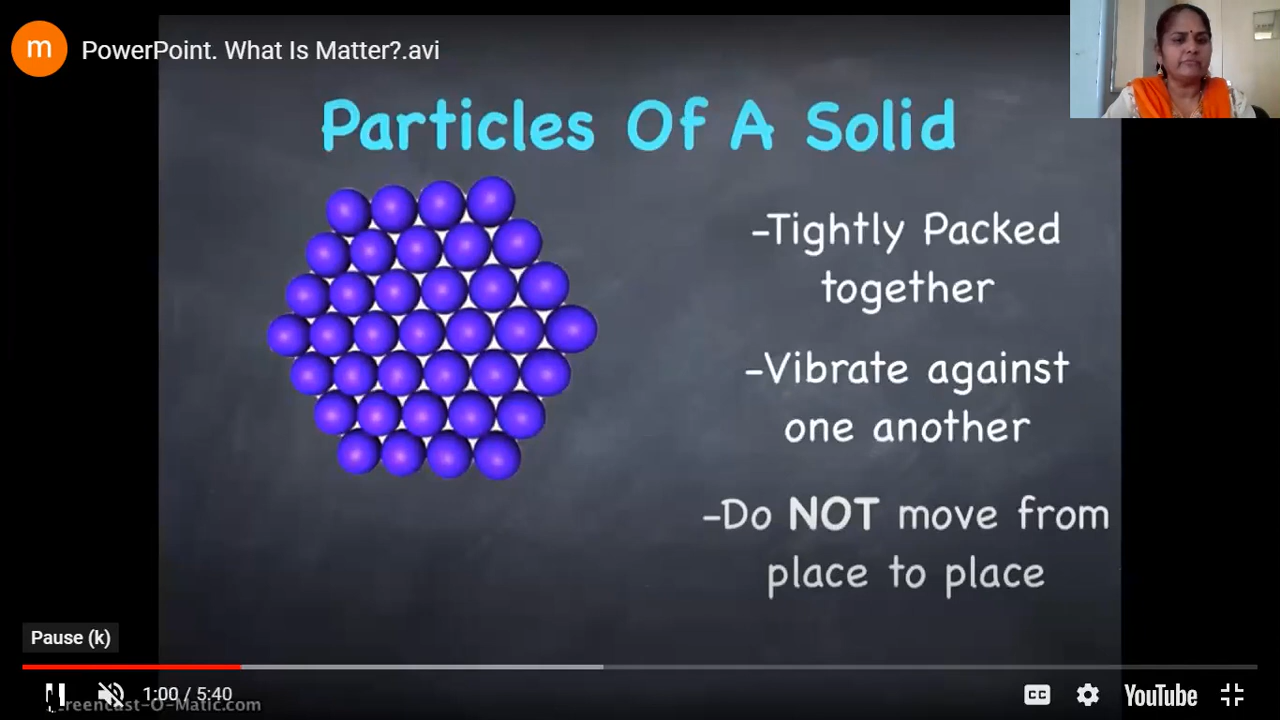 m
PowerPoint. What Is Matter?.avi
Particles Of A Solid
-Tightly Packed
together
-Vibrate against
one another
-Do NOT move from
place to place
Pause (k)
1:00 / 5:40
CC
YouTube
reencast-O-Matic.com